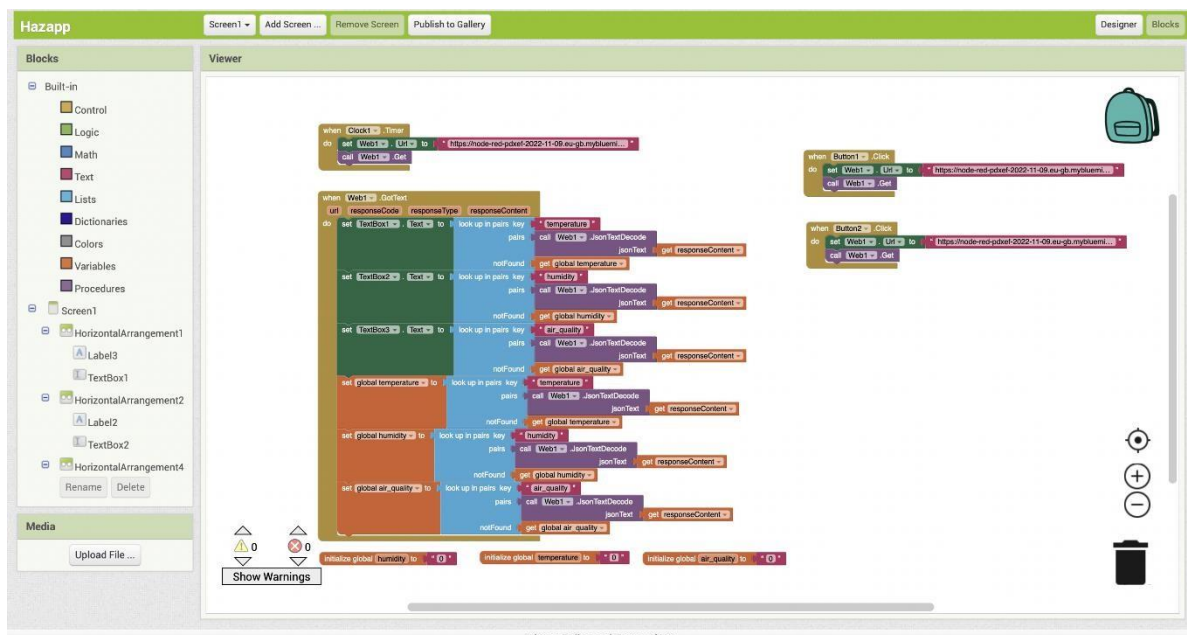 Hazapp
Screen1 Add Screen ... Remove Screen Publish to Gallery Designer Blocks
Blocks
Built-in
Control
Logic
Math
Text
Lists
Dictionaries
Colors
Variables
Procedures
Screen1
HorizontalArrangement1
Label3
TextBox1
HorizontalArrangement2
Label2
TextBox2
HorizontalArrangement4
Rename Delete
Media
Upload File ...
Viewer
when Clock1 .Timer
do set Web1 . Url to " https://node-red-pdxef-2022-11-09.eu-gb.mybluemi... "
call Web1 .Get
when Web1 .GotText
url responseCode responseType responseContent
do set TextBox1 . Text to look up in pairs key " temperature "
pairs call Web1 .JsonTextDecode
jsonText get responseContent
notFound get global temperature
set TextBox2 . Text to look up in pairs key " humidity "
pairs call Web1 .JsonTextDecode
jsonText get responseContent
notFound get global humidity
set TextBox3 . Text to look up in pairs key " air_quality "
pairs call Web1 .JsonTextDecode
jsonText get responseContent
notFound get global air_quality
set global temperature to look up in pairs key " temperature "
pairs call Web1 .JsonTextDecode
jsonText get responseContent
notFound get global temperature
set global humidity to look up in pairs key " humidity "
pairs call Web1 .JsonTextDecode
jsonText get responseContent
notFound get global humidity
set global air_quality to look up in pairs key " air_quality "
pairs call Web1 .JsonTextDecode
jsonText get responseContent
notFound get global air_quality
initialize global humidity to " 0 " initialize global temperature to " 0 " initialize global air_quality to " 0 "
when Button1 .Click
do set Web1 . Url to " https://node-red-pdxef-2022-11-09.eu-gb.mybluemi... "
call Web1 .Get
when Button2 .Click
do set Web1 . Url to " https://node-red-pdxef-2022-11-09.eu-gb.mybluemi... "
call Web1 .Get
0 0
Show Warnings